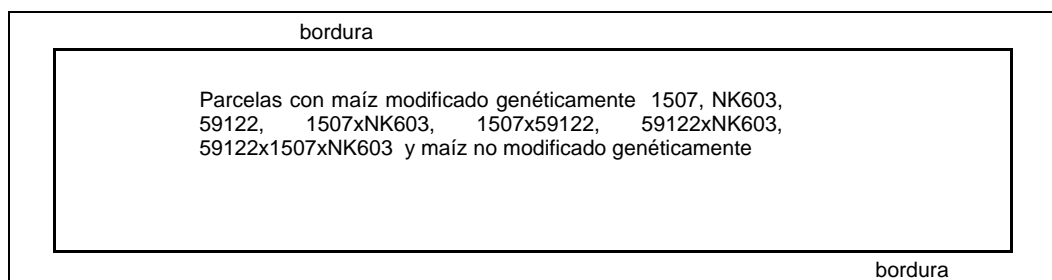 bordura
Parcelas con maíz modificado genéticamente 1507, NK603,
59122, 1507xNK603, 1507x59122, 59122xNK603,
59122x1507xNK603 y maíz no modificado genéticamente
bordura